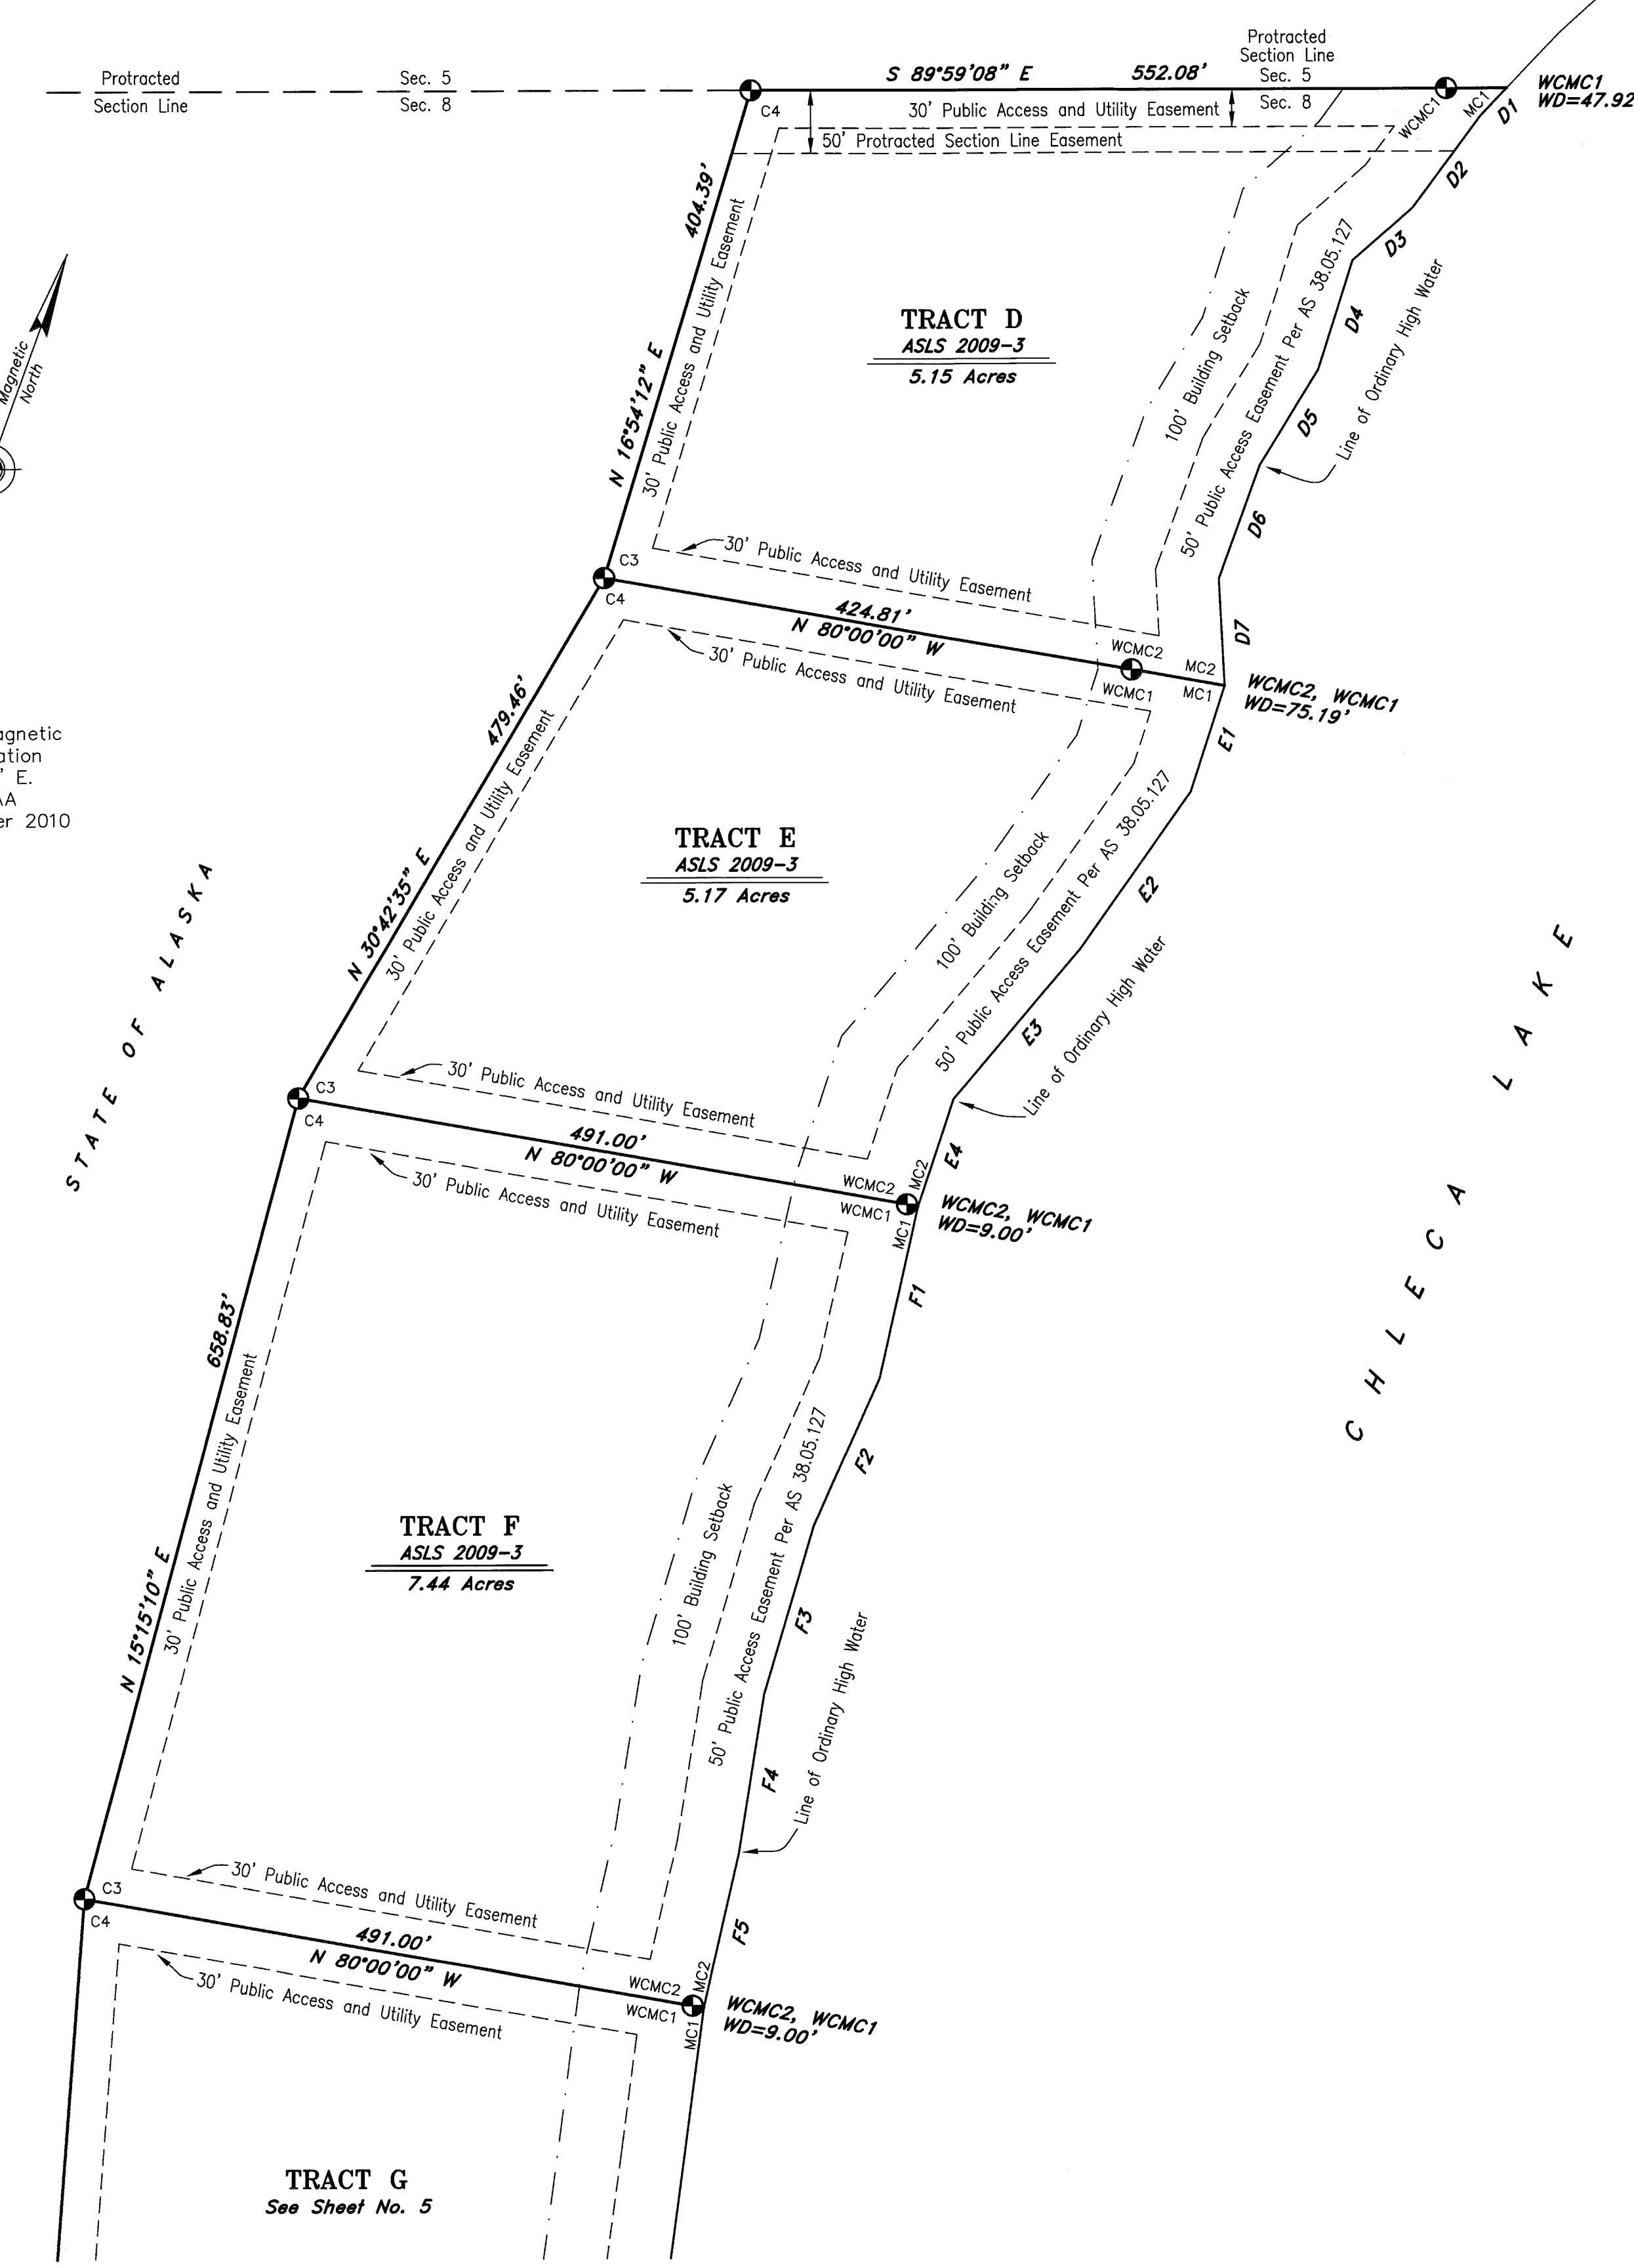 Protracted
Section Line
Sec. 5
Sec. 8
S 89°59'08" E 552.08'
Protracted
Section Line
Sec. 5
Sec. 8
WCMC1
WD=47.92
C4
30' Public Access and Utility Easement
50' Protracted Section Line Easement
WCMC1
MC1
D1
D2
D3
D4
D5
D6
D7
404.39'
N 16°54'12" E
30' Public Access and Utility Easement
TRACT D
ASLS 2009-3
5.15 Acres
100' Building Setback
50' Public Access Easement Per AS 38.05.127
Line of Ordinary High Water
Magnetic
North
30' Public Access and Utility Easement
C3
C4
424.81'
N 80°00'00" W
WCMC2
MC2
WCMC1
MC1
WCMC2, WCMC1
WD=75.19'
30' Public Access and Utility Easement
agnetic
ation
' E.
AA
er 2010
479.46'
N 30°42'35" E
30' Public Access and Utility Easement
TRACT E
ASLS 2009-3
5.17 Acres
100' Building Setback
50' Public Access Easement Per AS 38.05.127
E1
E2
E3
E4
Line of Ordinary High Water
STATE OF ALASKA
CHLECA LAKE
30' Public Access and Utility Easement
C3
C4
491.00'
N 80°00'00" W
WCMC2
MC2
WCMC1
MC1
WCMC2, WCMC1
WD=9.00'
30' Public Access and Utility Easement
658.83'
N 15°15'10" E
30' Public Access and Utility Easement
TRACT F
ASLS 2009-3
7.44 Acres
100' Building Setback
50' Public Access Easement Per AS 38.05.127
F1
F2
F3
F4
F5
Line of Ordinary High Water
30' Public Access and Utility Easement
C3
C4
491.00'
N 80°00'00" W
WCMC2
MC2
WCMC1
MC1
WCMC2, WCMC1
WD=9.00'
30' Public Access and Utility Easement
TRACT G
See Sheet No. 5